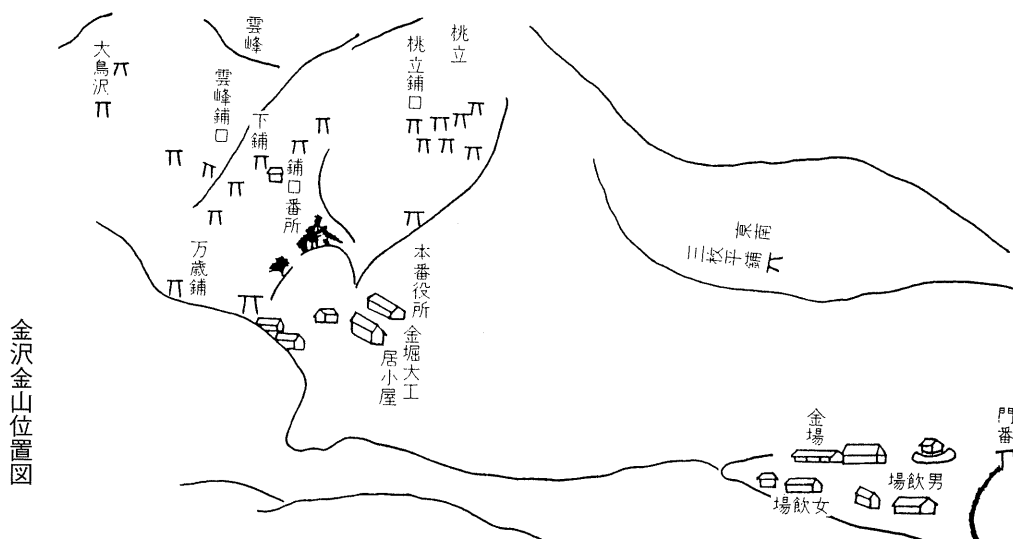 雲峰
桃立
大鳥沢
桃立鋪口
雲峰鋪口
下鋪
鋪口番所
東南
三枚平鋪
万歳鋪
本番役所
金堀大工
居小屋
金沢金山位置図
金場
門番
場飲男
場飲女